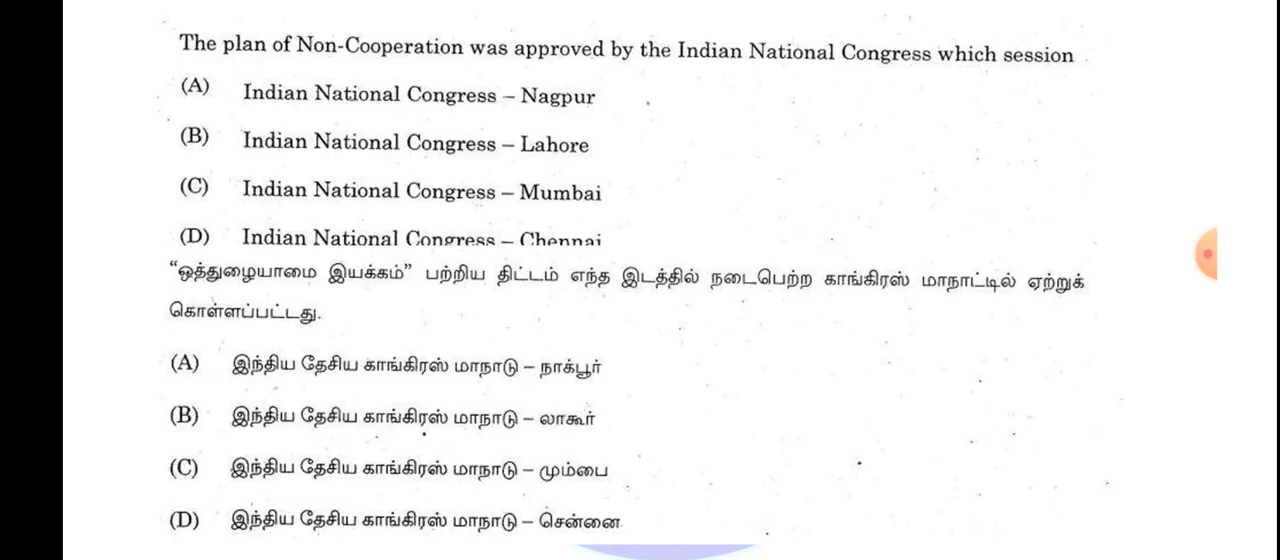 The plan of Non-Cooperation was approved by the Indian National Congress which session
(A) Indian National Congress – Nagpur
(B) Indian National Congress – Lahore
(C) Indian National Congress – Mumbai
(D) Indian National Congress – Chennai
“ஒத்துழையாமை இயக்கம்” பற்றிய திட்டம் எந்த இடத்தில் நடைபெற்ற காங்கிரஸ் மாநாட்டில் ஏற்றுக்
கொள்ளப்பட்டது.
(A) இந்திய தேசிய காங்கிரஸ் மாநாடு – நாக்பூர்
(B) இந்திய தேசிய காங்கிரஸ் மாநாடு – லாகூர்
(C) இந்திய தேசிய காங்கிரஸ் மாநாடு – மும்பை
(D) இந்திய தேசிய காங்கிரஸ் மாநாடு – சென்னை